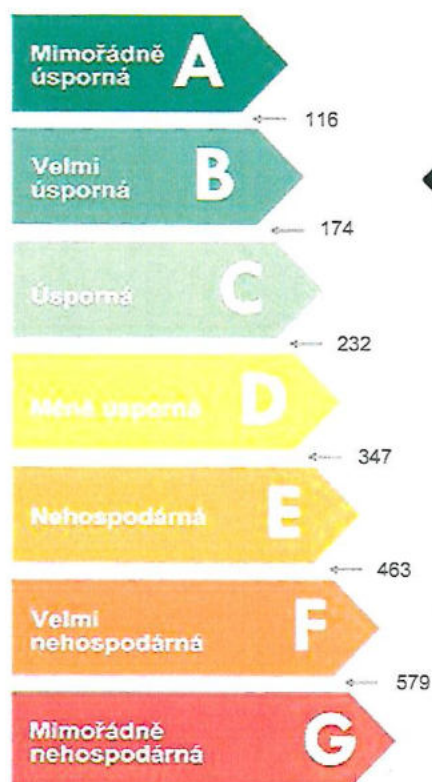 Mimořádně
úsporná A
116
Velmi
úsporná B
174
Úsporná C
232
Méně úsporná D
347
Nehospodárná E
463
Velmi
nehospodárná F
579
Mimořádně
nehospodárná G